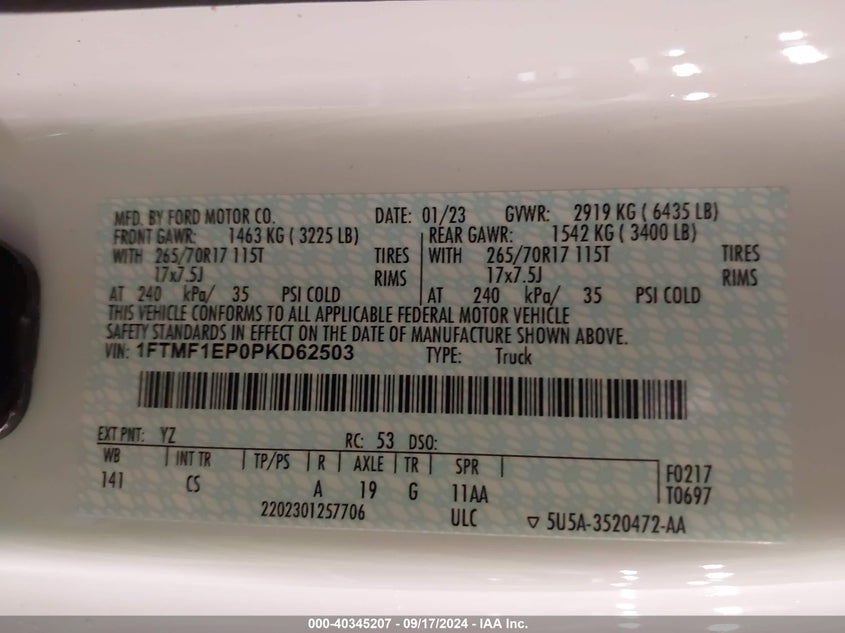 MFD. BY FORD MOTOR CO. DATE: 01/23 GVWR: 2919 KG ( 6435 LB)
FRONT GAWR: 1463 KG ( 3225 LB) REAR GAWR: 1542 KG ( 3400 LB)
WITH 265/70R17 115T TIRES WITH 265/70R17 115T TIRES
17x7.5J RIMS 17x7.5J RIMS
AT 240 kPa/ 35 PSI COLD AT 240 kPa/ 35 PSI COLD
THIS VEHICLE CONFORMS TO ALL APPLICABLE FEDERAL MOTOR VEHICLE
SAFETY STANDARDS IN EFFECT ON THE DATE OF MANUFACTURE SHOWN ABOVE.
VIN: 1FTMF1EP0PKD62503 TYPE: Truck
EXT PNT: YZ RC: 53 DSO:
WB INT TR TP/PS R AXLE TR SPR F0217
141 CS A 19 G 11AA T0697
2202301257706 ULC ▽ 5U5A-3520472-AA
000-40345207 - 09/17/2024 - IAA Inc.